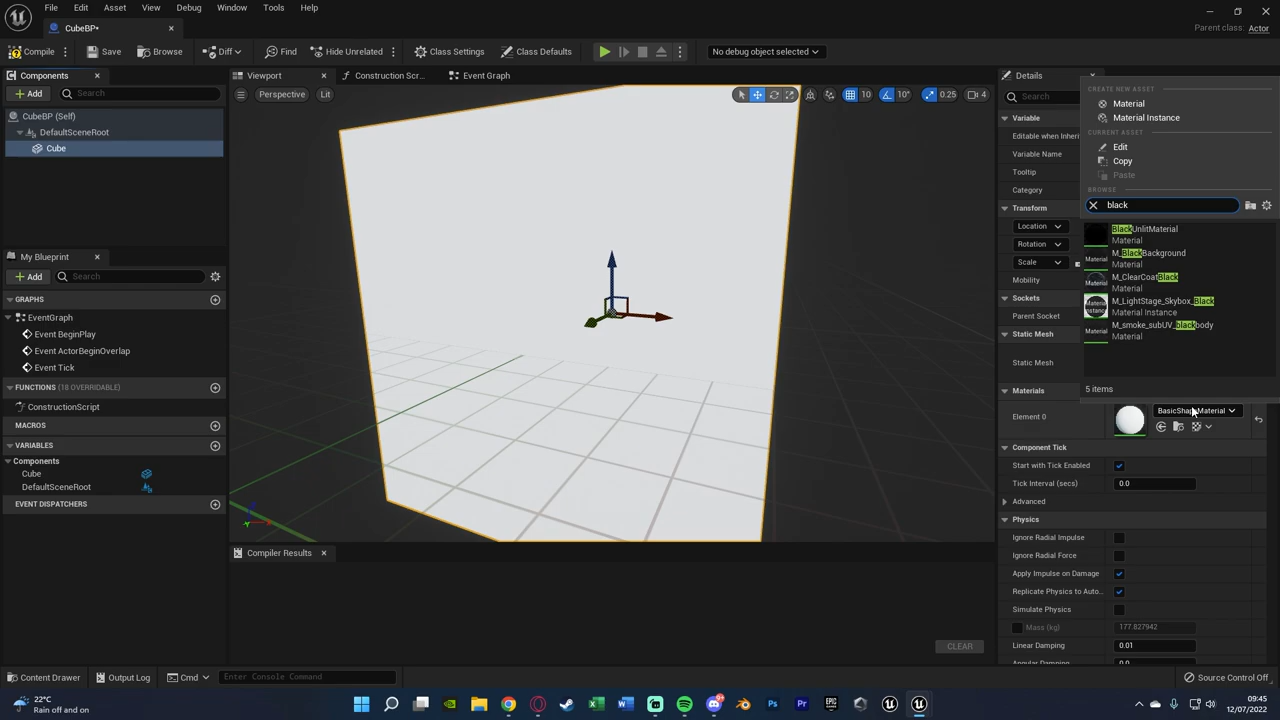 File Edit Asset View Debug Window Tools Help
CubeBP*
Parent class: Actor
Compile Save Browse Diff Find Hide Unrelated Class Settings Class Defaults No debug object selected
Components
Add Search
CubeBP (Self)
DefaultSceneRoot
Cube
My Blueprint
Add Search
GRAPHS
EventGraph
Event BeginPlay
Event ActorBeginOverlap
Event Tick
FUNCTIONS (18 OVERRIDABLE)
ConstructionScript
MACROS
VARIABLES
Components
Cube
DefaultSceneRoot
EVENT DISPATCHERS
Viewport Construction Scr... Event Graph
Perspective Lit 10 10° 0.25 4
Compiler Results
CLEAR
Details
Search
Variable
Editable when Inheri
Variable Name
Tooltip
Category
Transform
Location
Rotation
Scale
Mobility
Sockets
Parent Socket
Static Mesh
Static Mesh
Materials
Element 0 BasicShapeMaterial
Component Tick
Start with Tick Enabled
Tick Interval (secs) 0.0
Advanced
Physics
Ignore Radial Impulse
Ignore Radial Force
Apply Impulse on Damage
Replicate Physics to Auto...
Simulate Physics
Mass (kg) 177.827942
Linear Damping 0.01
Angular Damping 0.0
CREATE NEW ASSET
Material
Material Instance
CURRENT ASSET
Edit
Copy
Paste
BROWSE
black
BlackUnlitMaterial
Material
M_BlackBackground
Material
M_ClearCoatBlack
Material
M_LightStage_Skybox_Black
Material Instance
M_smoke_subUV_blackbody
Material
5 items
Content Drawer Output Log Cmd Enter Console Command Source Control Off
22°C
Rain off and on
09:45
12/07/2022